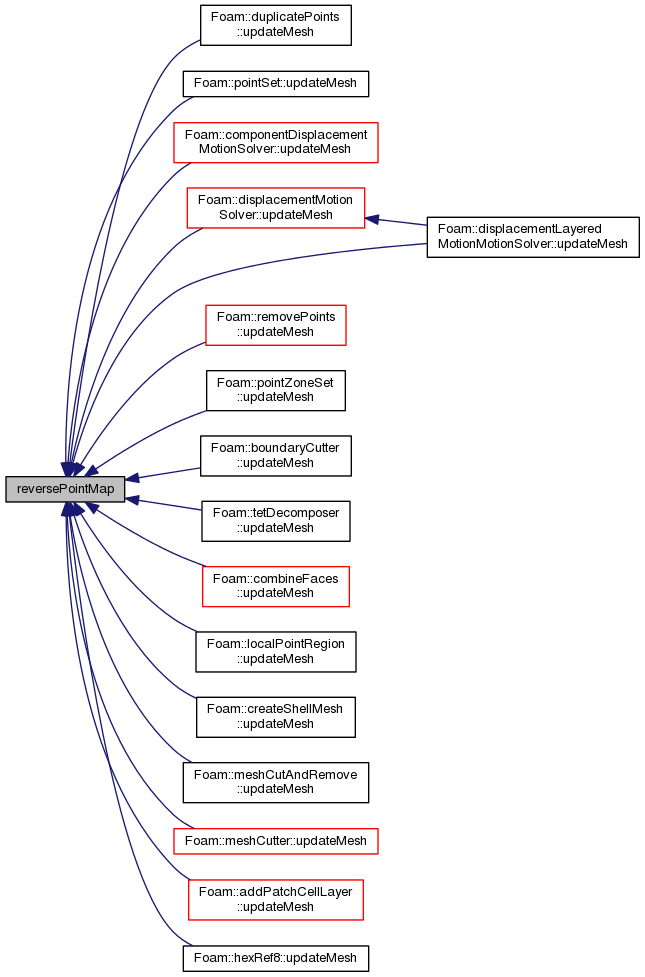 Foam::duplicatePoints
::updateMesh
Foam::pointSet::updateMesh
Foam::componentDisplacement
MotionSolver::updateMesh
Foam::displacementMotion
Solver::updateMesh
Foam::displacementLayered
MotionMotionSolver::updateMesh
Foam::removePoints
::updateMesh
Foam::pointZoneSet
::updateMesh
Foam::boundaryCutter
::updateMesh
reversePointMap
Foam::tetDecomposer
::updateMesh
Foam::combineFaces
::updateMesh
Foam::localPointRegion
::updateMesh
Foam::createShellMesh
::updateMesh
Foam::meshCutAndRemove
::updateMesh
Foam::meshCutter::updateMesh
Foam::addPatchCellLayer
::updateMesh
Foam::hexRef8::updateMesh